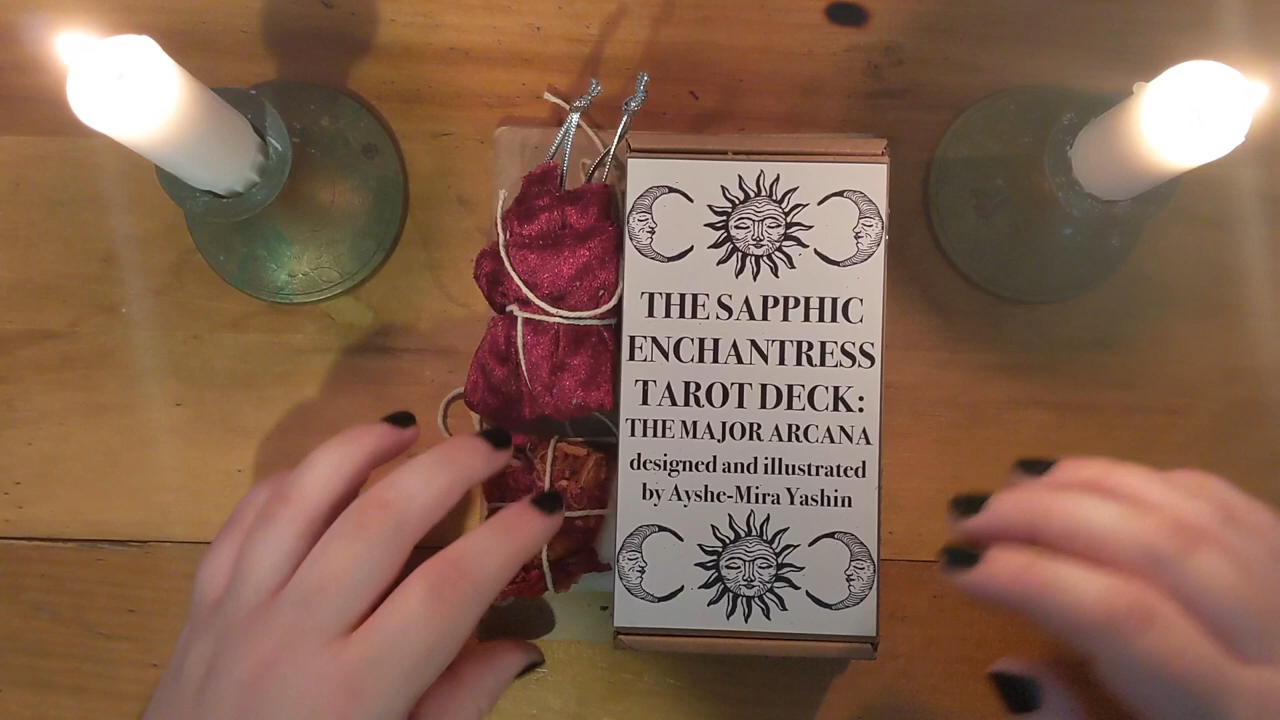 THE SAPPHIC
ENCHANTRESS
TAROT DECK:
THE MAJOR ARCANA
designed and illustrated
by Ayshe-Mira Yashin